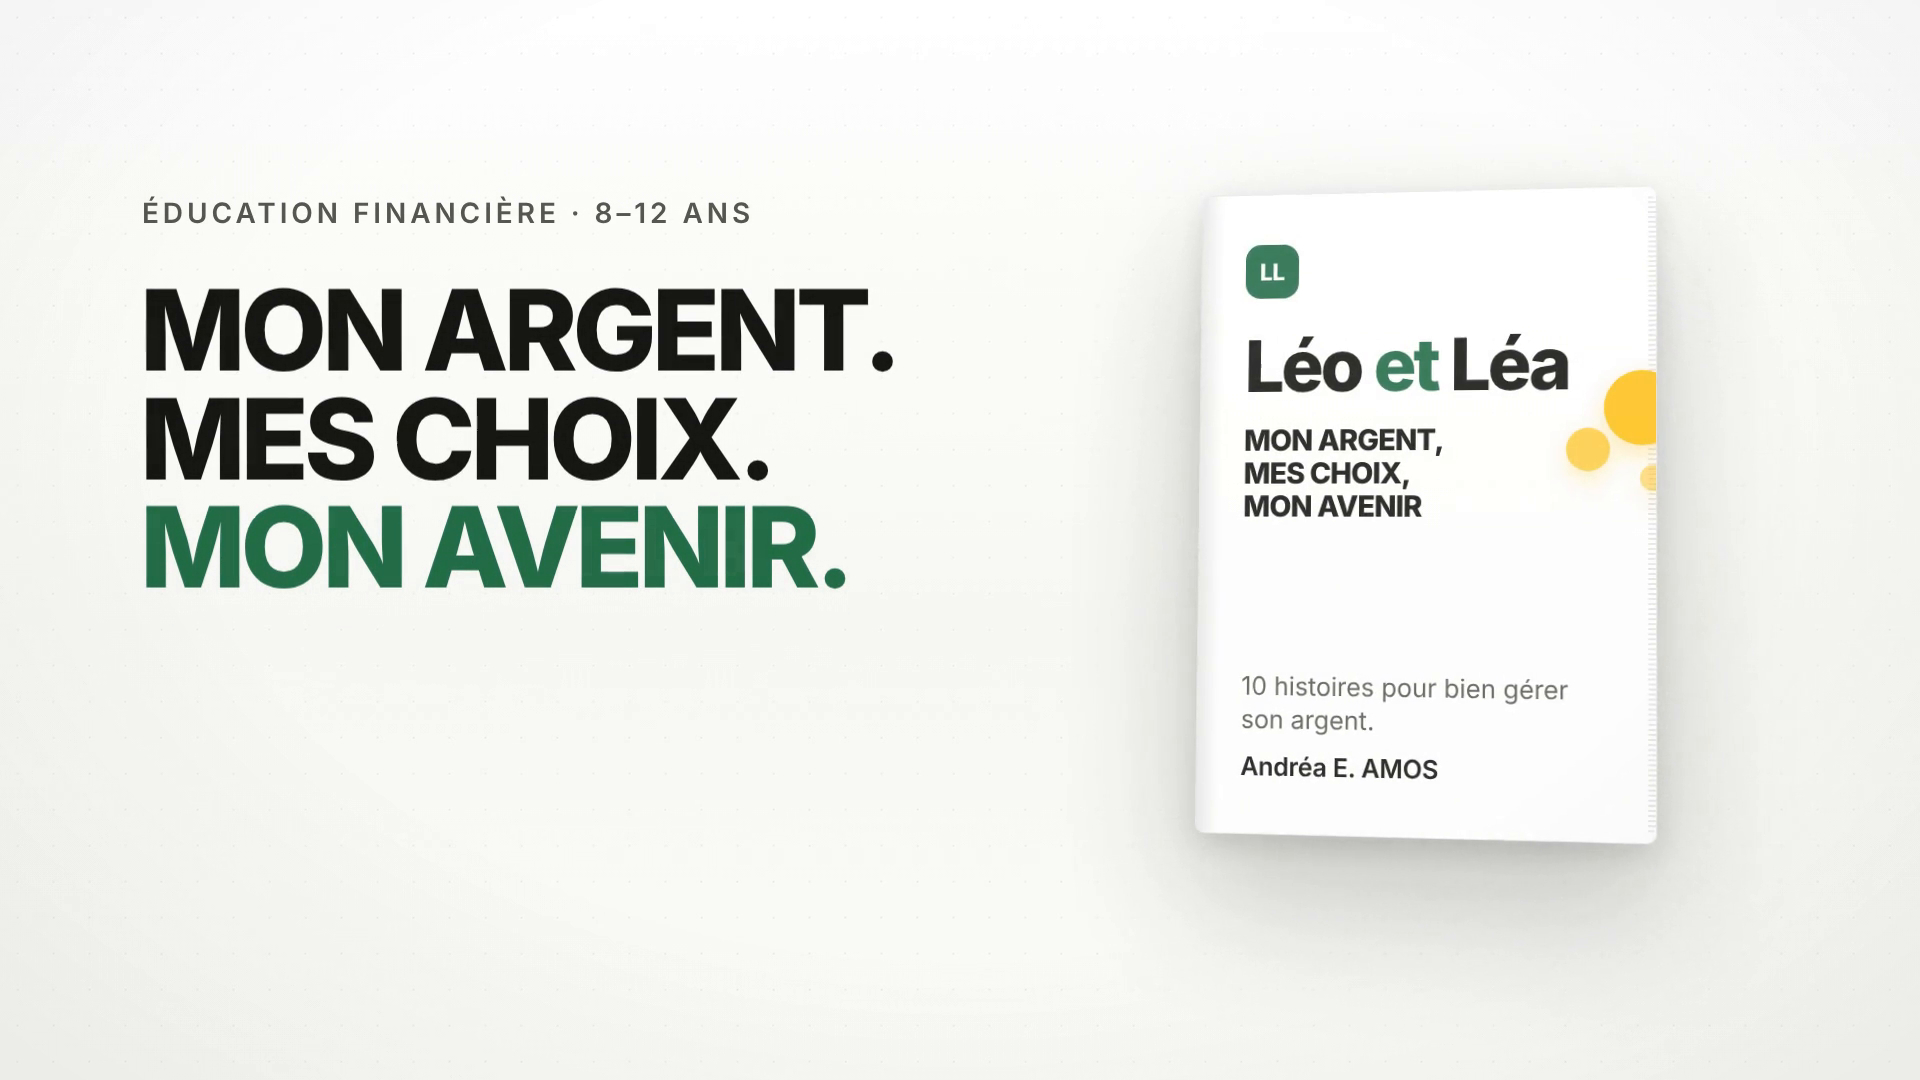 ÉDUCATION FINANCIÈRE · 8–12 ANS
MON ARGENT.
MES CHOIX.
MON AVENIR.
LL
Léo et Léa
MON ARGENT,
MES CHOIX,
MON AVENIR
10 histoires pour bien gérer
son argent.
Andréa E. AMOS